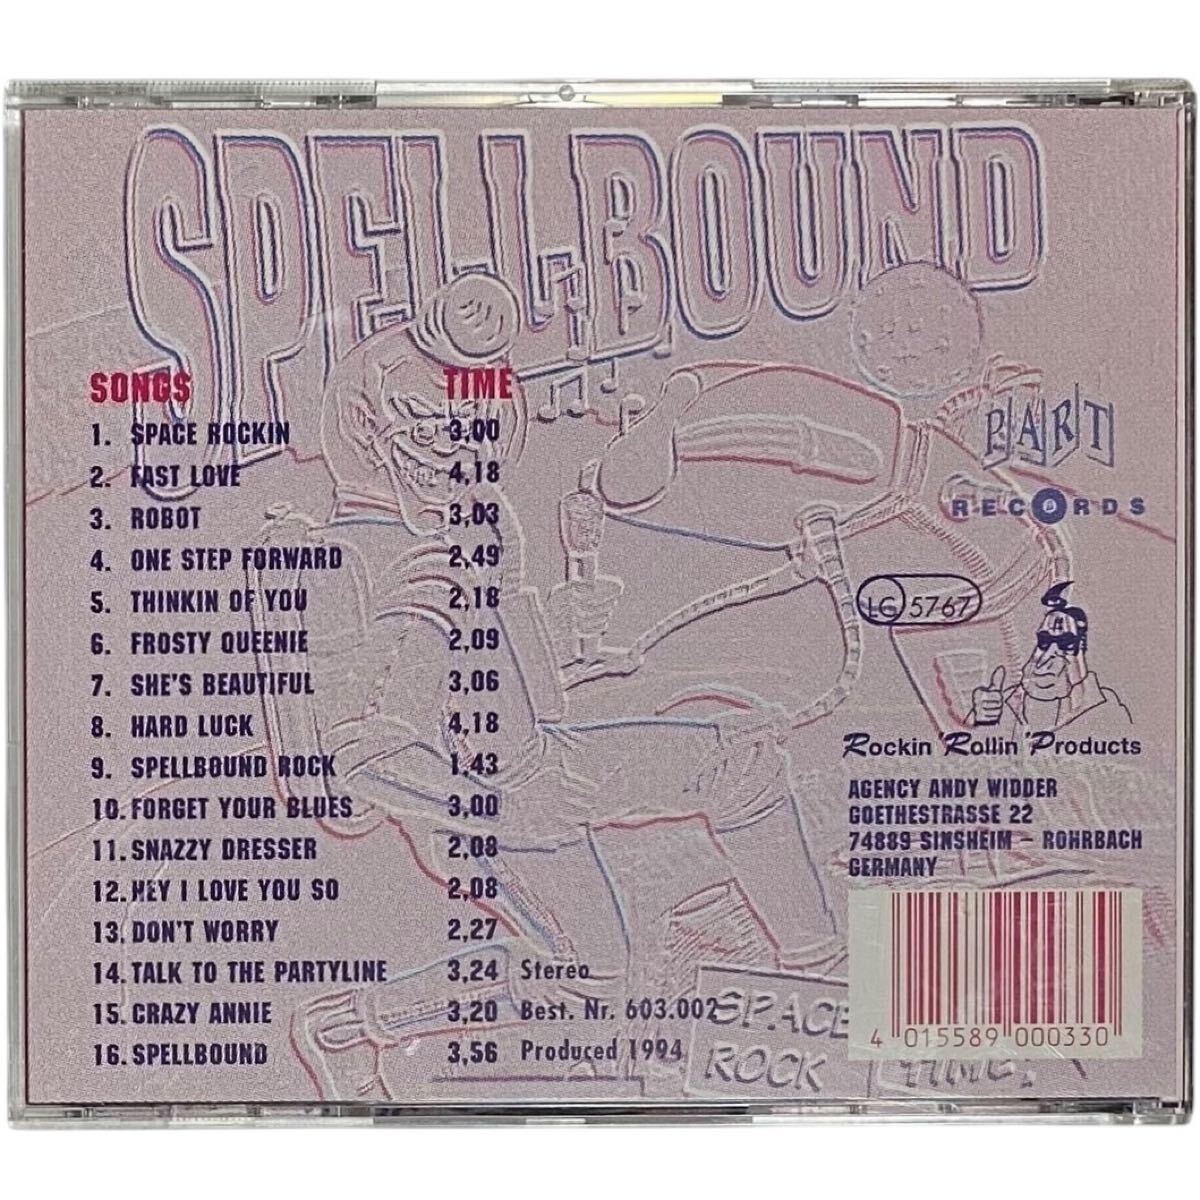 SPELLBOUND
SONGS TIME
1. SPACE ROCKIN 3,00
2. FAST LOVE 4,18
3. ROBOT 3,03
4. ONE STEP FORWARD 2,49
5. THINKIN OF YOU 2,18
6. FROSTY QUEENIE 2,09
7. SHE'S BEAUTIFUL 3,06
8. HARD LUCK 4,18
9. SPELLBOUND ROCK 1,43
10. FORGET YOUR BLUES 3,00
11. SNAZZY DRESSER 2,08
12. HEY I LOVE YOU SO 2,08
13. DON'T WORRY 2,27
14. TALK TO THE PARTYLINE 3,24 Stereo
15. CRAZY ANNIE 3,20 Best. Nr. 603.002
16. SPELLBOUND 3,56 Produced 1994
PART
RECORDS
LC 5767
Rockin 'Rollin 'Products
AGENCY ANDY WIDDER
GOETHESTRASSE 22
74889 SINSHEIM - ROHRBACH
GERMANY
4 015589 000330
SPACE
ROCK
TIME